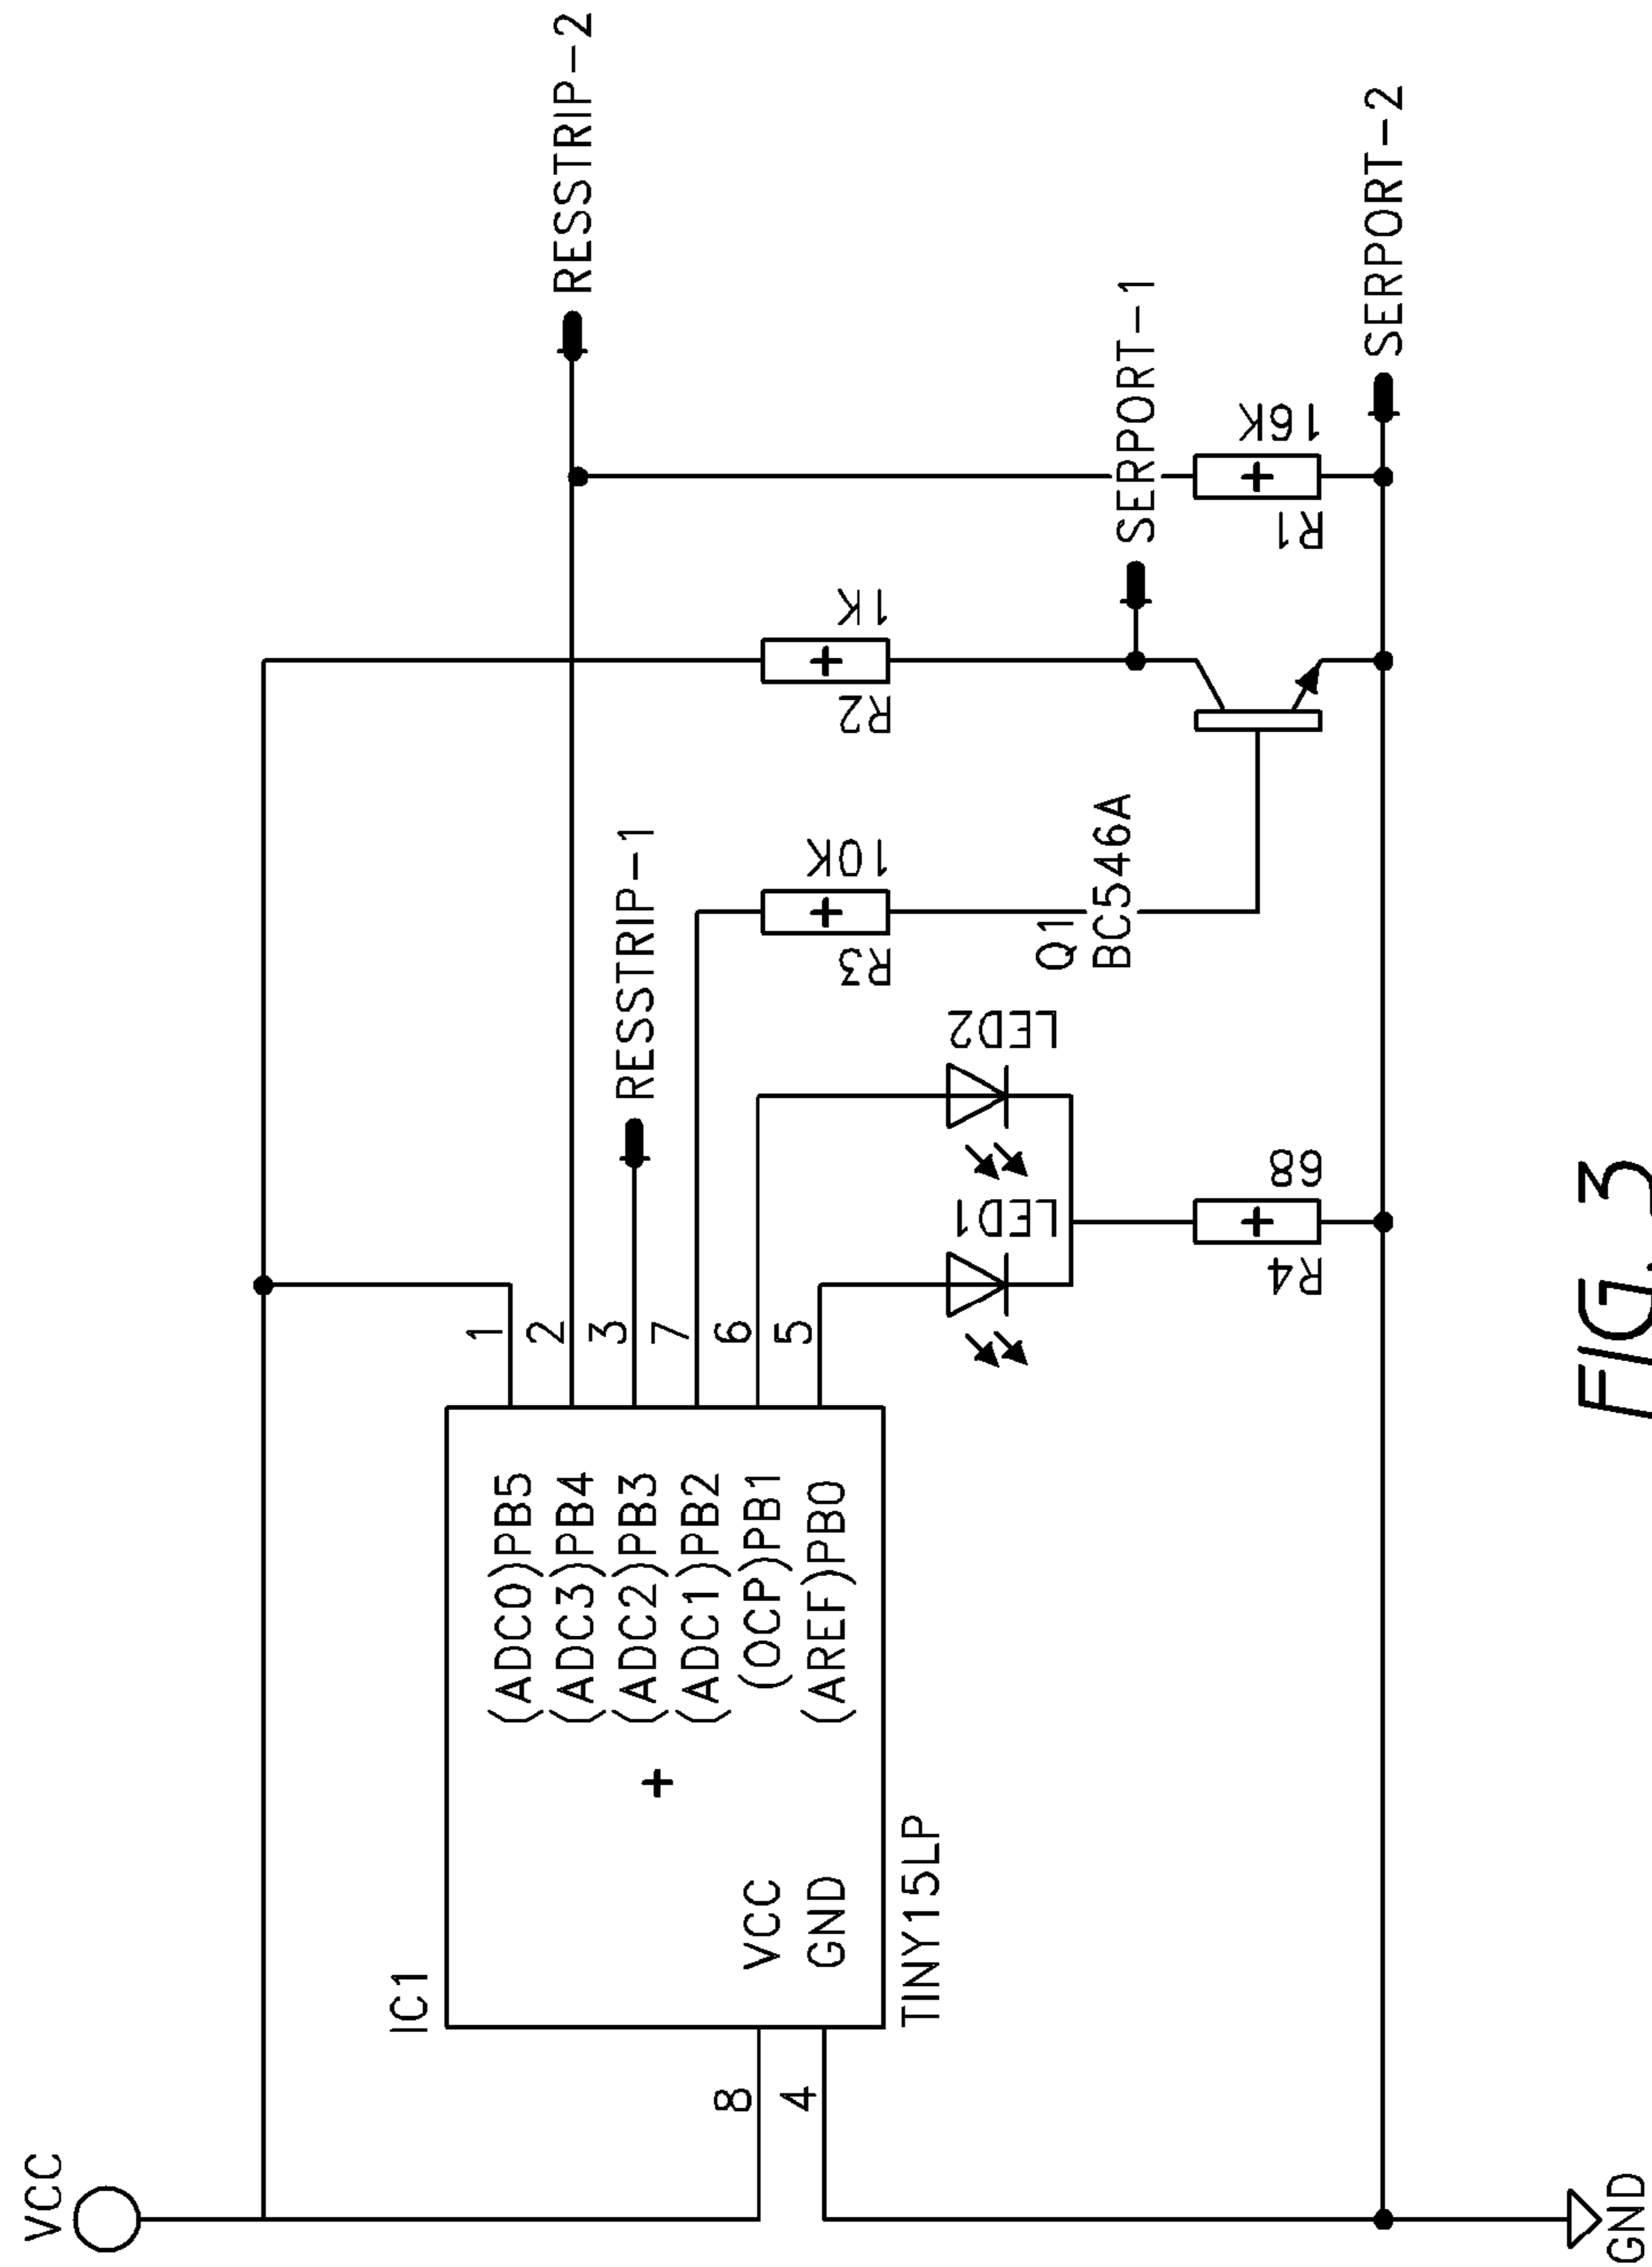 VCC
IC1
8
4
VCC
GND
TINY15LP
(ADC0)PB5
(ADC3)PB4
(ADC2)PB3
(ADC1)PB2
(OCP)PB1
(AREF)PB0
1
2
3
7
6
5
RESSTRIP-1
RESSTRIP-2
LED1
LED2
R4
68
R3
10K
Q1
BC546A
R2
1K
SERPORT-1
R1
16K
SERPORT-2
GND
FIG. 3